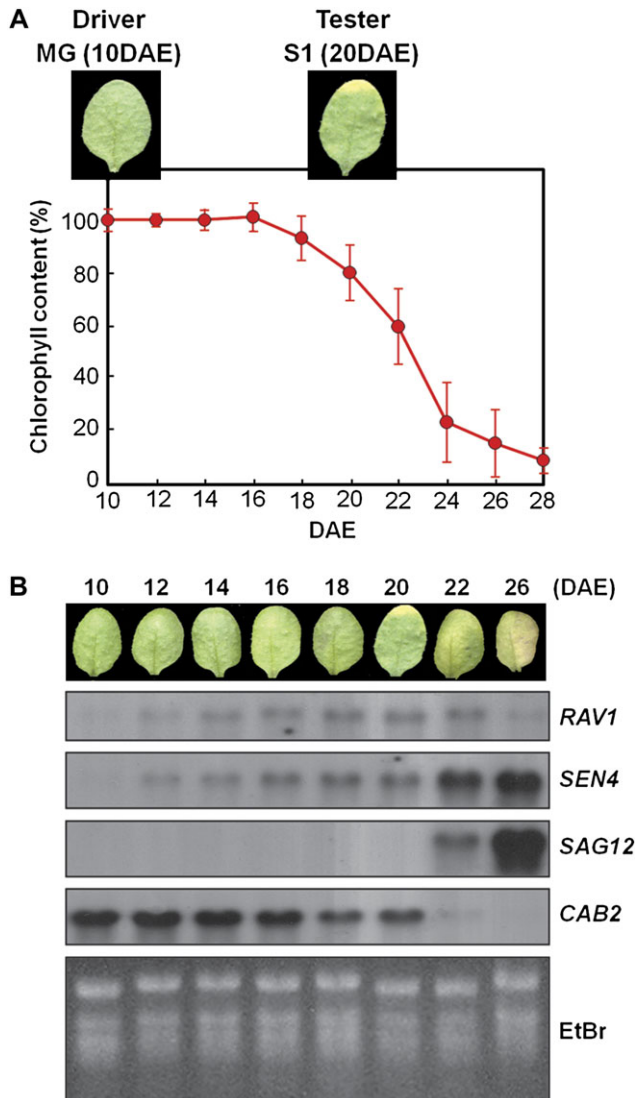 A
Driver
MG (10DAE)
Tester
S1 (20DAE)
Chlorophyll content (%)
100
80
60
40
20
0
10 12 14 16 18 20 22 24 26 28
DAE
B
10 12 14 16 18 20 22 26 (DAE)
RAV1
SEN4
SAG12
CAB2
EtBr